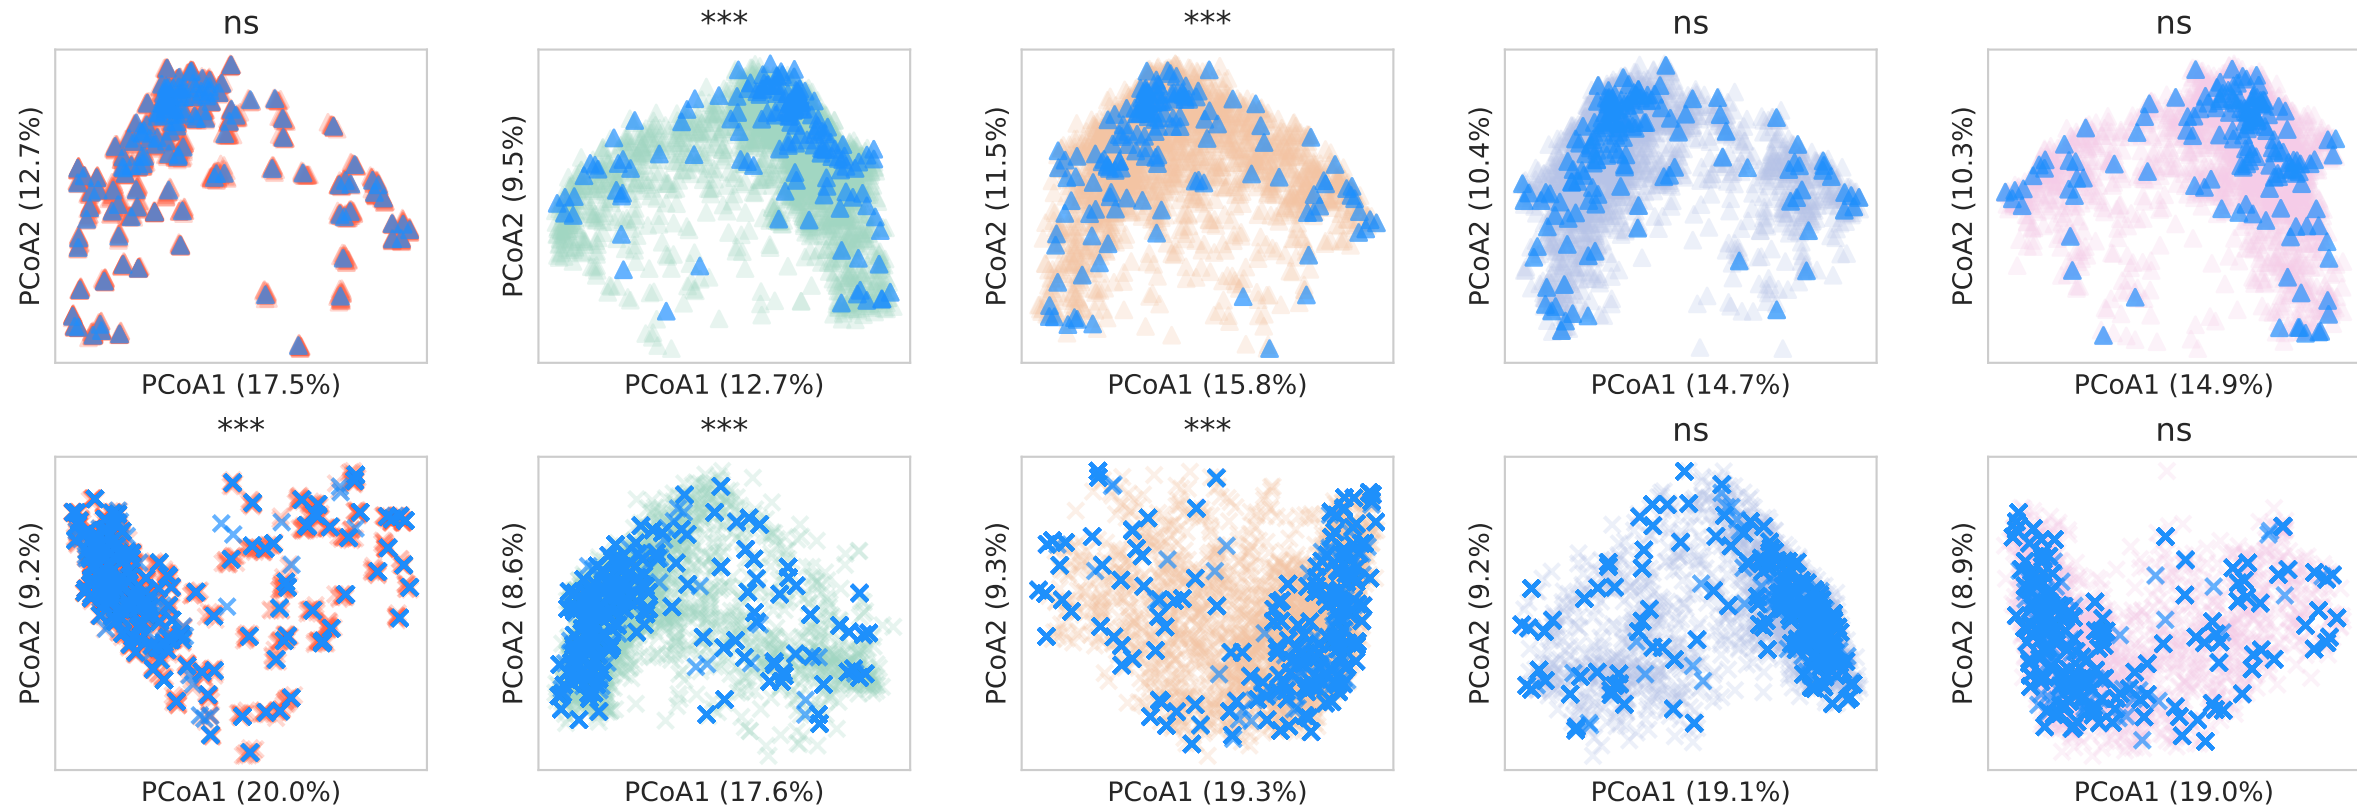 ns
***
***
ns
ns
PCoA2 (12.7%)
PCoA1 (17.5%)
PCoA2 (9.5%)
PCoA1 (12.7%)
PCoA2 (11.5%)
PCoA1 (15.8%)
PCoA2 (10.4%)
PCoA1 (14.7%)
PCoA2 (10.3%)
PCoA1 (14.9%)
***
***
***
ns
ns
PCoA2 (9.2%)
PCoA1 (20.0%)
PCoA2 (8.6%)
PCoA1 (17.6%)
PCoA2 (9.3%)
PCoA1 (19.3%)
PCoA2 (9.2%)
PCoA1 (19.1%)
PCoA2 (8.9%)
PCoA1 (19.0%)